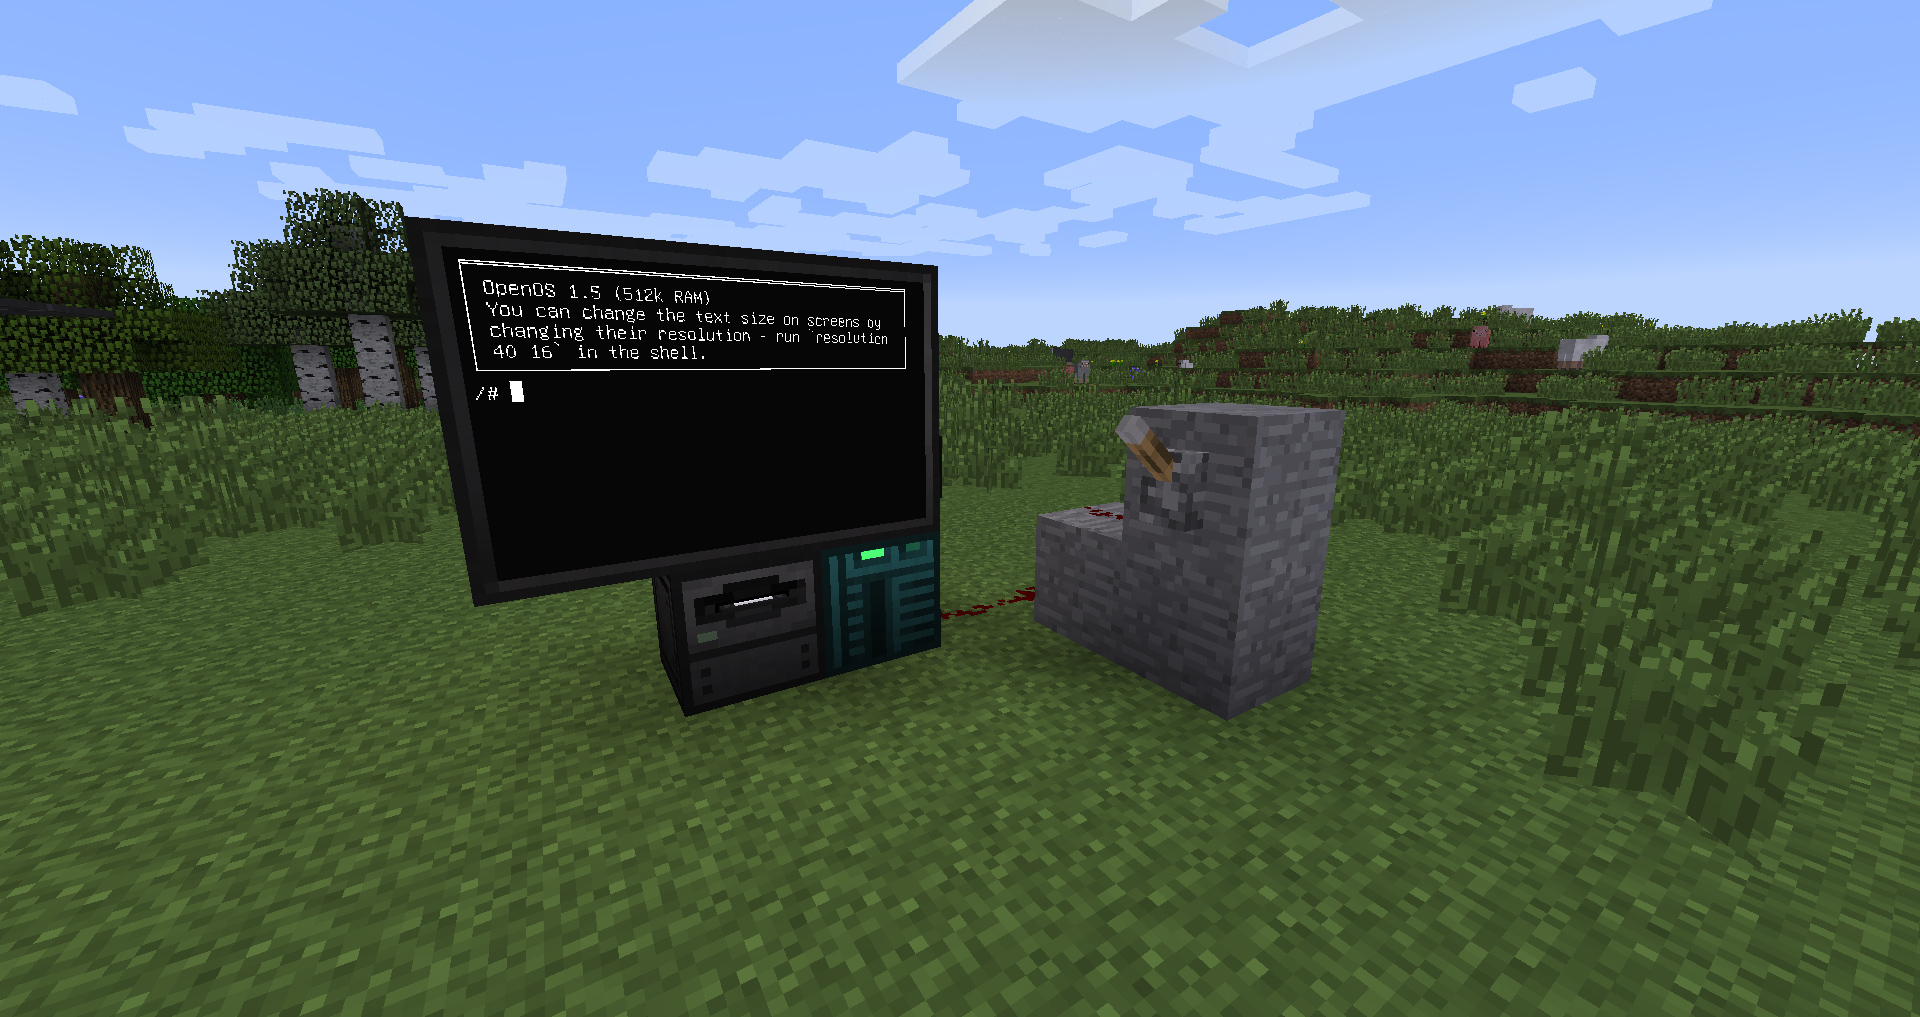 OpenOS 1.5 (512k RAM)
You can change the text size on screens by
changing their resolution - run `resolution
40 16` in the shell.
/#